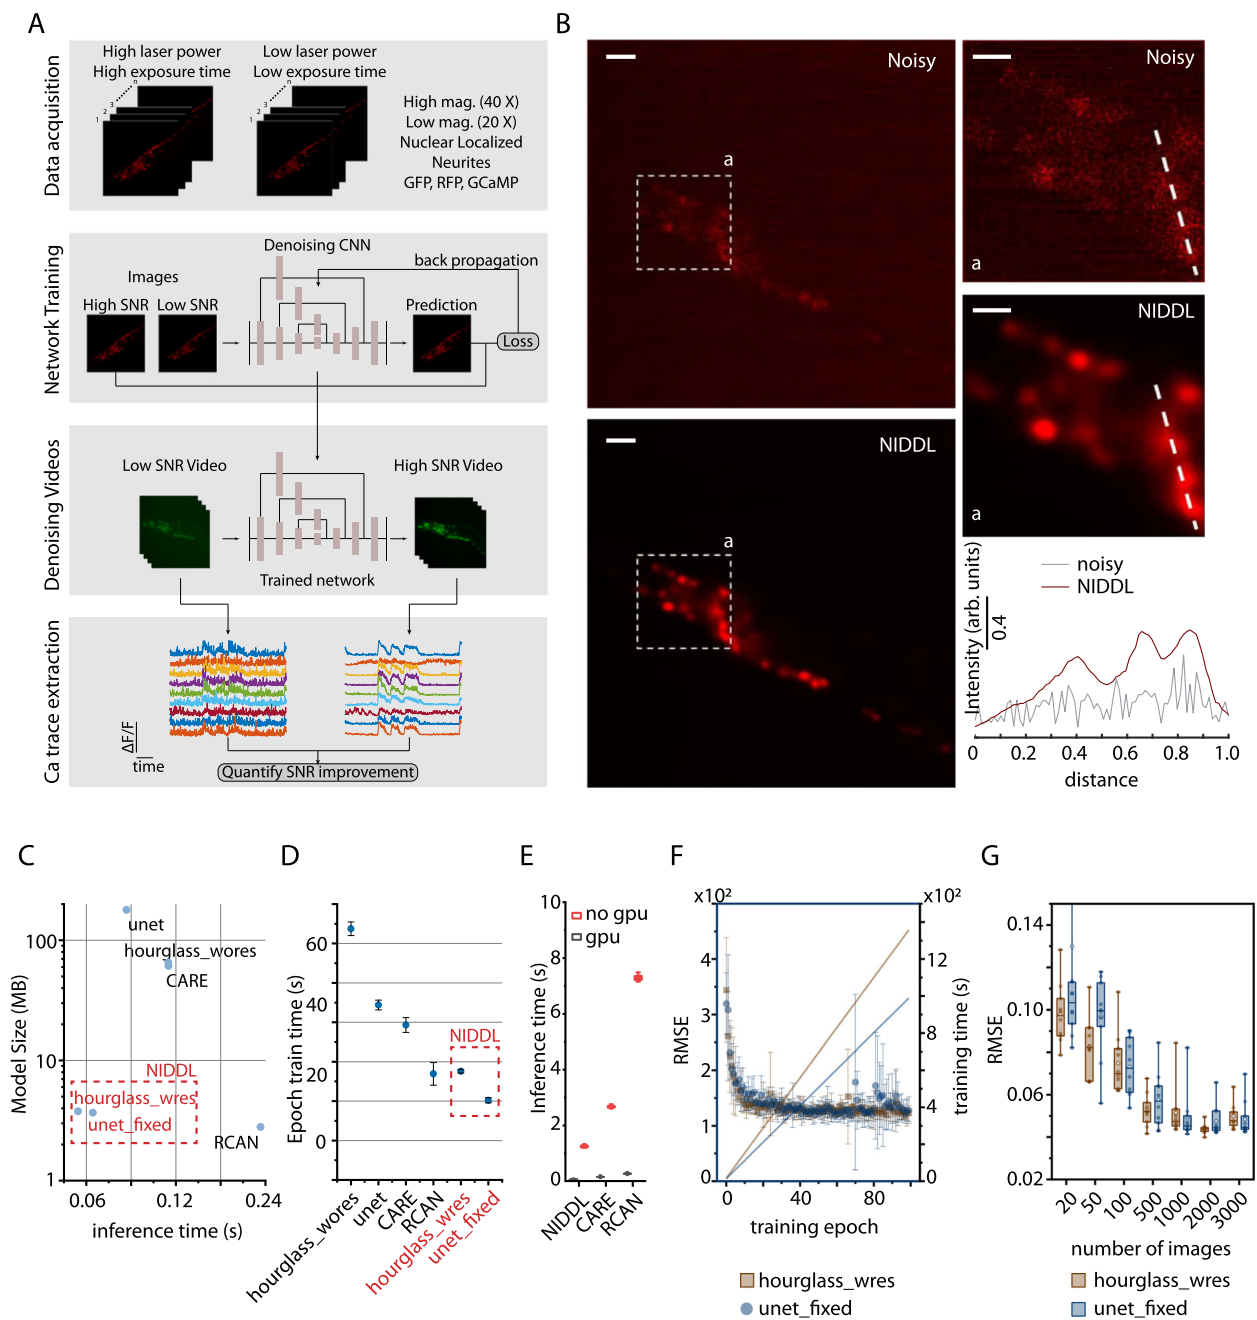 A
Data acquisition
High laser power
High exposure time
Low laser power
Low exposure time
1 2 3 n
1 2 3 n
High mag. (40 X)
Low mag. (20 X)
Nuclear Localized
Neurites
GFP, RFP, GCaMP
Network Training
Denoising CNN
back propagation
Images
High SNR
Low SNR
Prediction
Loss
Denoising Videos
Low SNR Video
High SNR Video
Trained network
Ca trace extraction
ΔF/F
time
Quantify SNR improvement
B
Noisy
a
NIDDL
a
Noisy
a
NIDDL
a
noisy
NIDDL
Intensity (arb. units)
0.4
0 0.2 0.4 0.6 0.8 1.0
distance
C
Model Size (MB)
100
10
1
unet
hourglass_wores
CARE
NIDDL
hourglass_wres
unet_fixed
RCAN
0.06 0.12 0.24
inference time (s)
D
Epoch train time (s)
60
40
20
0
NIDDL
hourglass_wores
unet
CARE
RCAN
hourglass_wres
unet_fixed
E
Inference time (s)
10
8
6
4
2
0
no gpu
gpu
NIDDL
CARE
RCAN
F
x10²
x10²
RMSE
4
3
2
1
0
training time (s)
12
8
4
0
0 40 80
training epoch
hourglass_wres
unet_fixed
G
RMSE
0.14
0.10
0.06
0.02
20
50
100
500
1000
2000
3000
number of images
hourglass_wres
unet_fixed